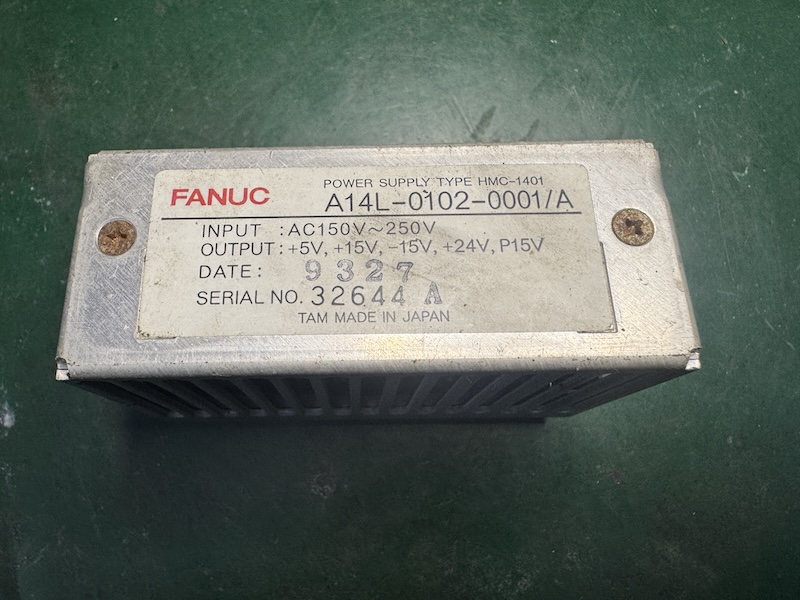 POWER SUPPLY TYPE HMC-1401
FANUC A14L-0102-0001/A
INPUT : AC150V~250V
OUTPUT : +5V, +15V, -15V, +24V, P15V
DATE : 9327
SERIAL NO. 32644 A
TAM MADE IN JAPAN